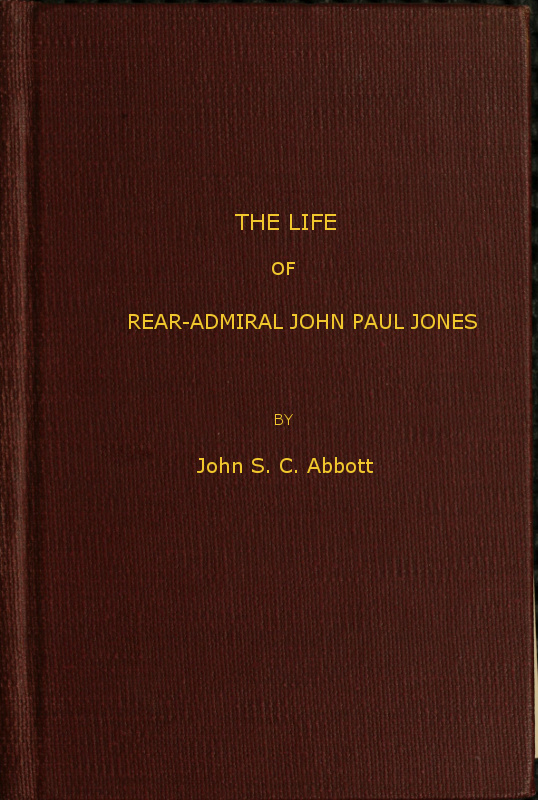 THE LIFE
OF
REAR-ADMIRAL JOHN PAUL JONES
BY
John S. C. Abbott